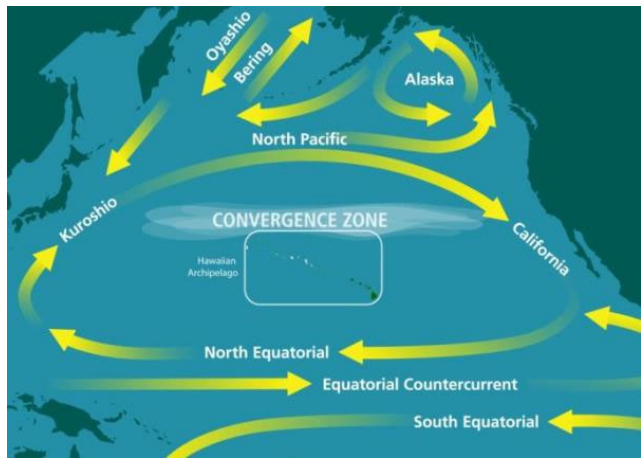 Oyashio
Bering
Alaska
North Pacific
Kuroshio
CONVERGENCE ZONE
California
Hawaiian
Archipelago
North Equatorial
Equatorial Countercurrent
South Equatorial